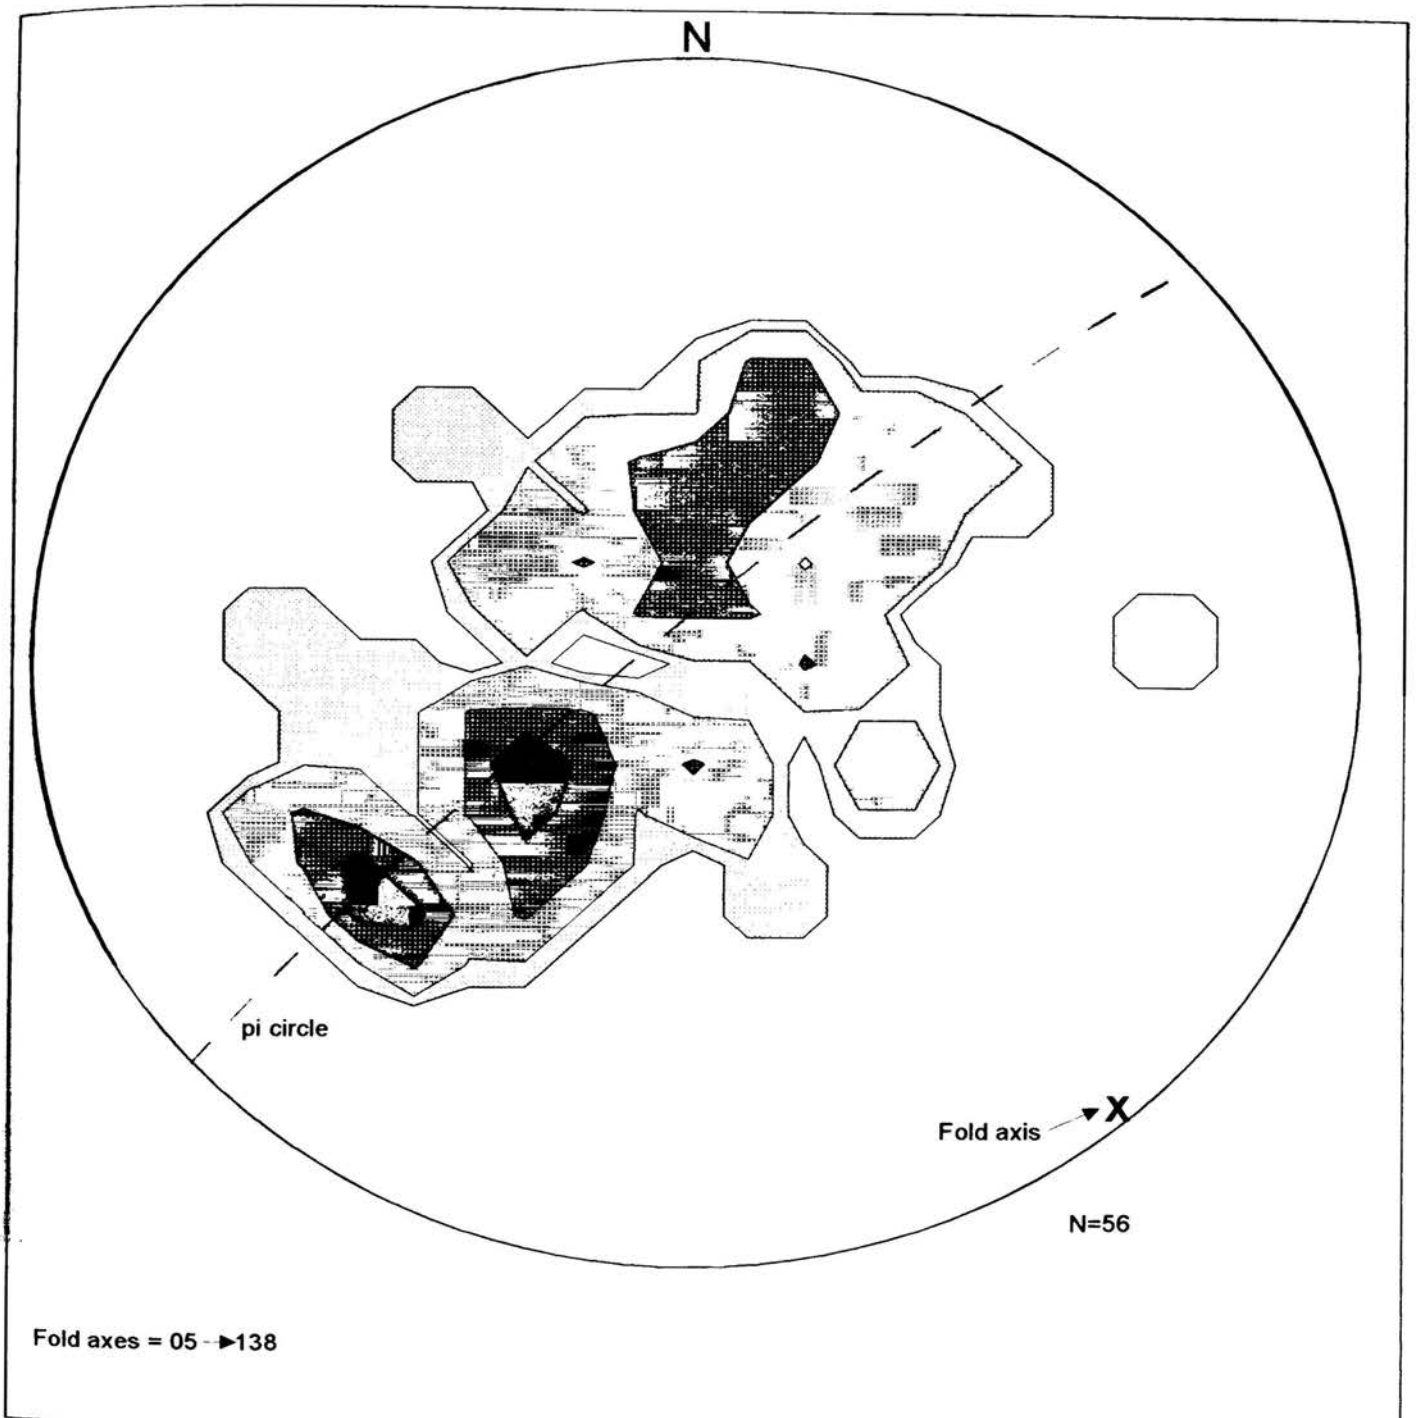 N
pi circle
Fold axis
X
N=56
Fold axes = 05 → 138